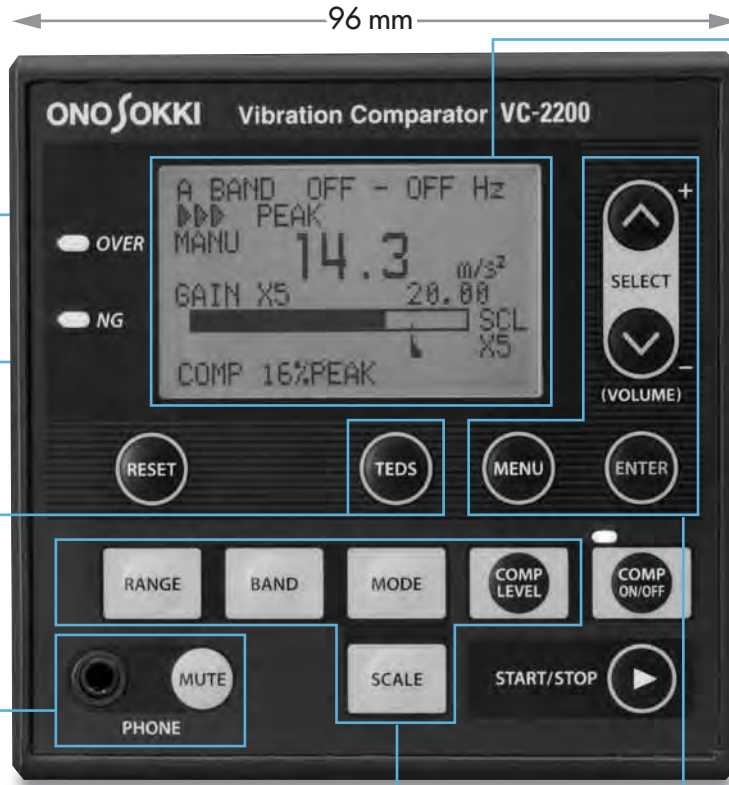 96 mm
ONO SOKKI Vibration Comparator VC-2200
A BAND OFF - OFF Hz
PEAK
MANU 14.3 m/s²
GAIN X5 20.00
SCL
X5
COMP 16%PEAK
OVER
NG
+
SELECT
−
(VOLUME)
RESET
TEDS
MENU
ENTER
RANGE
BAND
MODE
COMP
LEVEL
COMP
ON/OFF
MUTE
PHONE
SCALE
START/STOP